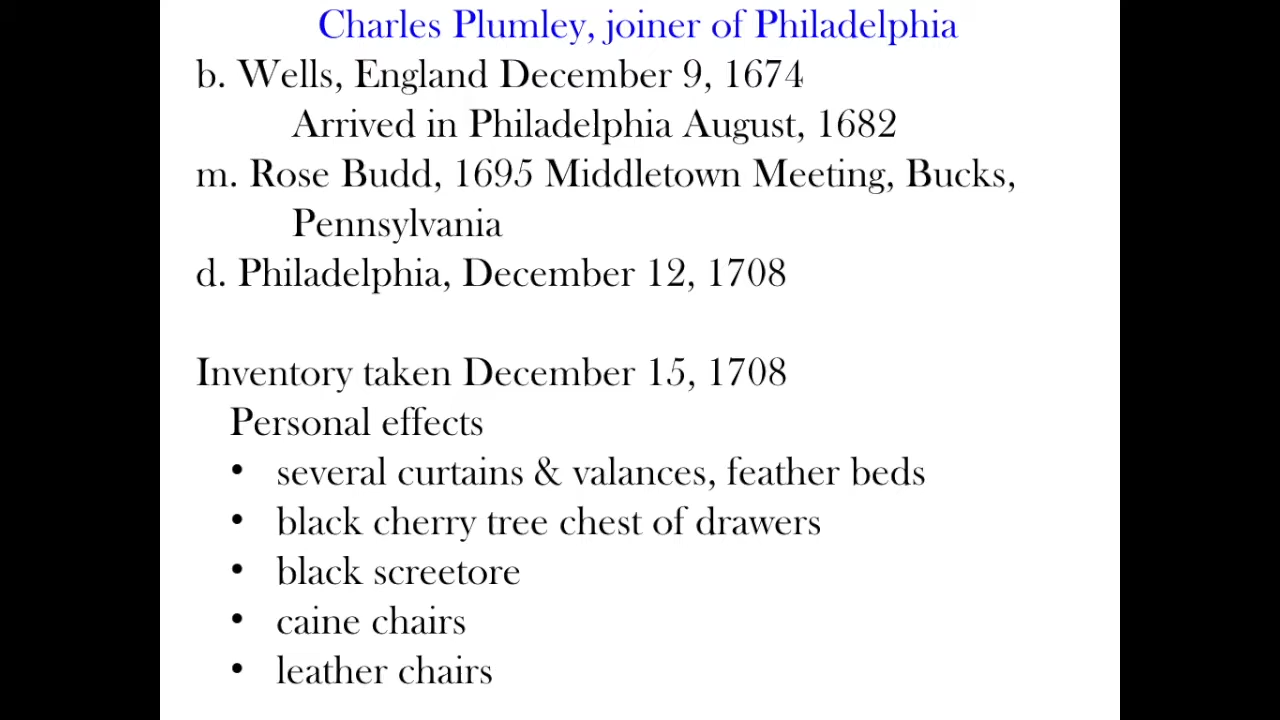 Charles Plumley, joiner of Philadelphia
b. Wells, England December 9, 1674
Arrived in Philadelphia August, 1682
m. Rose Budd, 1695 Middletown Meeting, Bucks,
Pennsylvania
d. Philadelphia, December 12, 1708
Inventory taken December 15, 1708
Personal effects
• several curtains & valances, feather beds
• black cherry tree chest of drawers
• black screetore
• caine chairs
• leather chairs